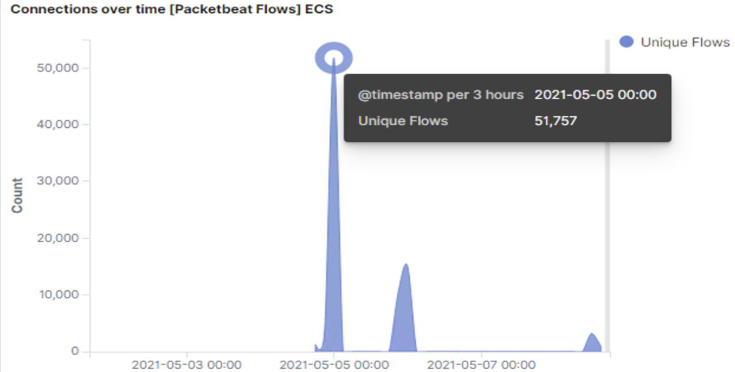 Connections over time [Packetbeat Flows] ECS
Unique Flows
50,000
@timestamp per 3 hours 2021-05-05 00:00
Unique Flows 51,757
40,000
30,000
20,000
10,000
0
Count
2021-05-03 00:00 2021-05-05 00:00 2021-05-07 00:00